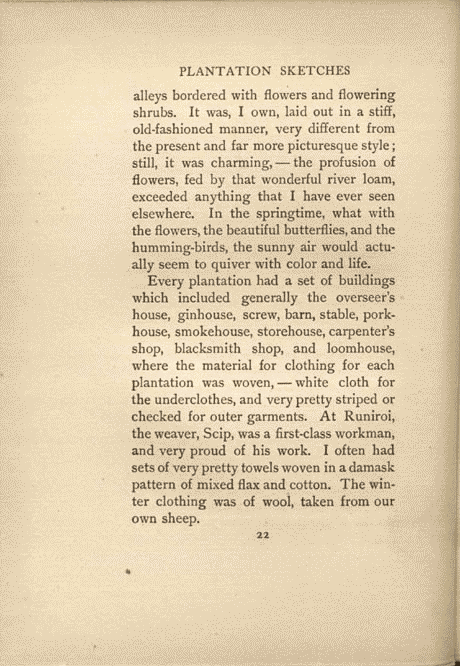 PLANTATION SKETCHES
alleys bordered with flowers and flowering
shrubs. It was, I own, laid out in a stiff,
old-fashioned manner, very different from
the present and far more picturesque style;
still, it was charming,— the profusion of
flowers, fed by that wonderful river loam,
exceeded anything that I have ever seen
elsewhere. In the springtime, what with
the flowers, the beautiful butterflies, and the
humming-birds, the sunny air would actu-
ally seem to quiver with color and life.
Every plantation had a set of buildings
which included generally the overseer's
house, ginhouse, screw, barn, stable, pork-
house, smokehouse, storehouse, carpenter's
shop, blacksmith shop, and loomhouse,
where the material for clothing for each
plantation was woven,— white cloth for
the underclothes, and very pretty striped or
checked for outer garments. At Runiroi,
the weaver, Scip, was a first-class workman,
and very proud of his work. I often had
sets of very pretty towels woven in a damask
pattern of mixed flax and cotton. The win-
ter clothing was of wool, taken from our
own sheep.
22